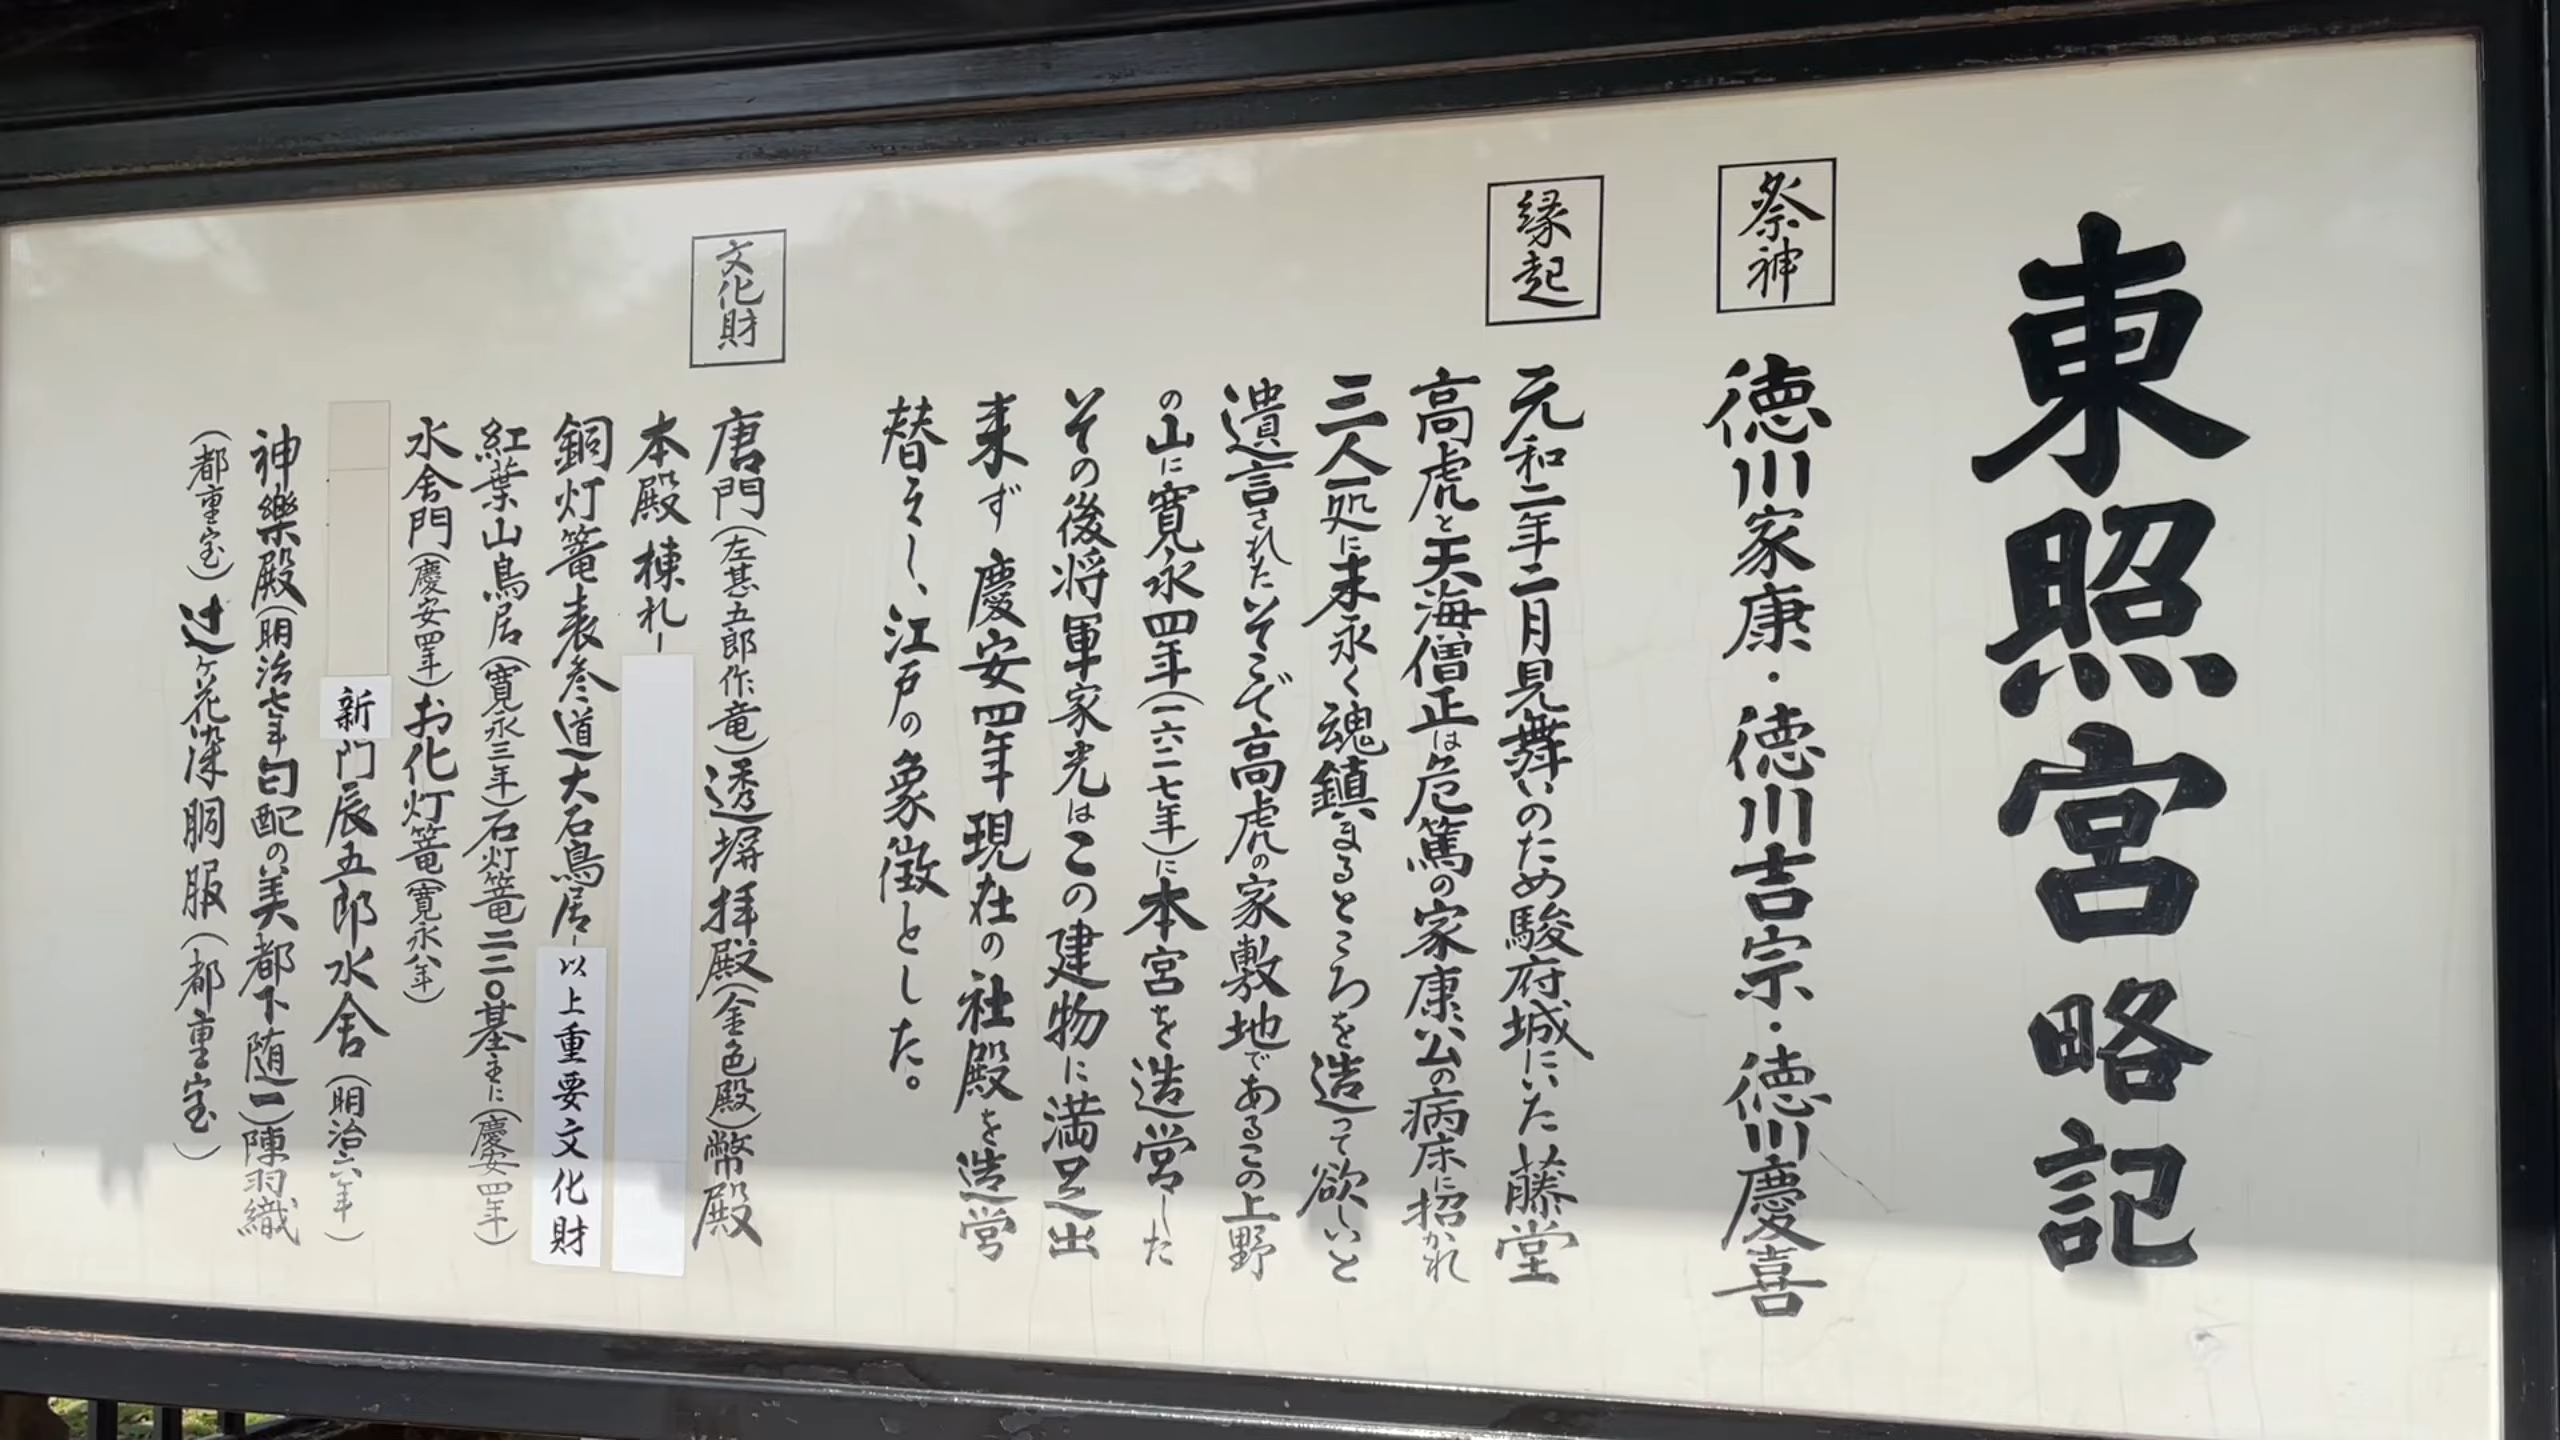 東照宮略記
祭神 徳川家康・徳川吉宗・徳川慶喜
縁起 元和二年二月見舞いのため駿府城にいた藤堂
高虎と天海僧正は危篤の家康公の病床に招かれ
三人一処に末永く魂鎮まるところを造って欲しいと
遺言されたそこで高虎の家敷地であるこの上野
の山に寛永四年(一六二七年)に本宮を造営した
その後将軍家光はこの建物に満足出
来ず慶安四年現在の社殿を造営
替えし、江戸の象徴とした。
文化財 唐門(左甚五郎作竜)透塀拝殿(金色殿)幣殿
本殿棟札ー
銅灯篭表参道大石鳥居ー以上重要文化財
紅葉山鳥居(寛永三年)石灯篭二二〇基主に(慶安四年)
水舎門(慶安四年)お化灯篭(寛永八年)
新門辰五郎水舎(明治六年)
神樂殿(明治七年勾配の美都下随一)陣羽織
(都重宝)辻ヶ花染胴服(都重宝)